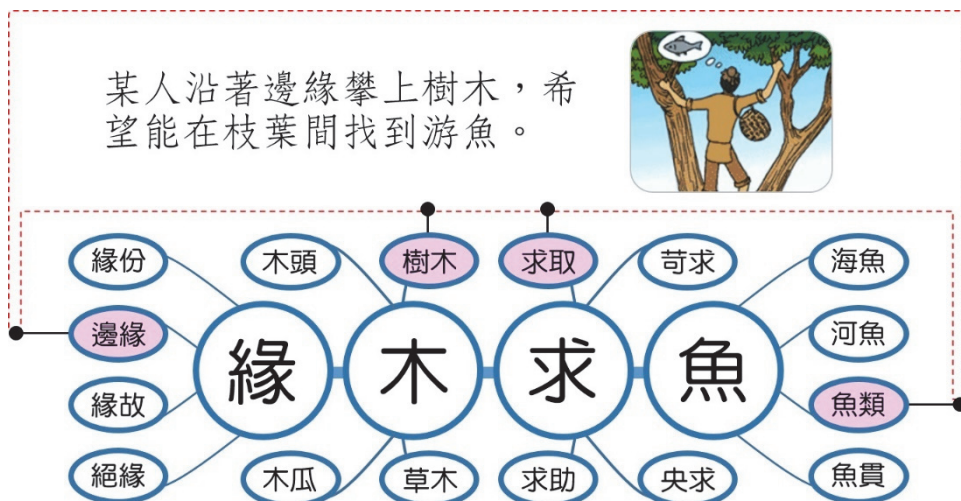 某人沿著邊緣攀上樹木，希
望能在枝葉間找到游魚。
緣份
木頭
樹木
求取
苛求
海魚
邊緣
河魚
緣木求魚
緣故
魚類
絕緣
木瓜
草木
求助
央求
魚貫